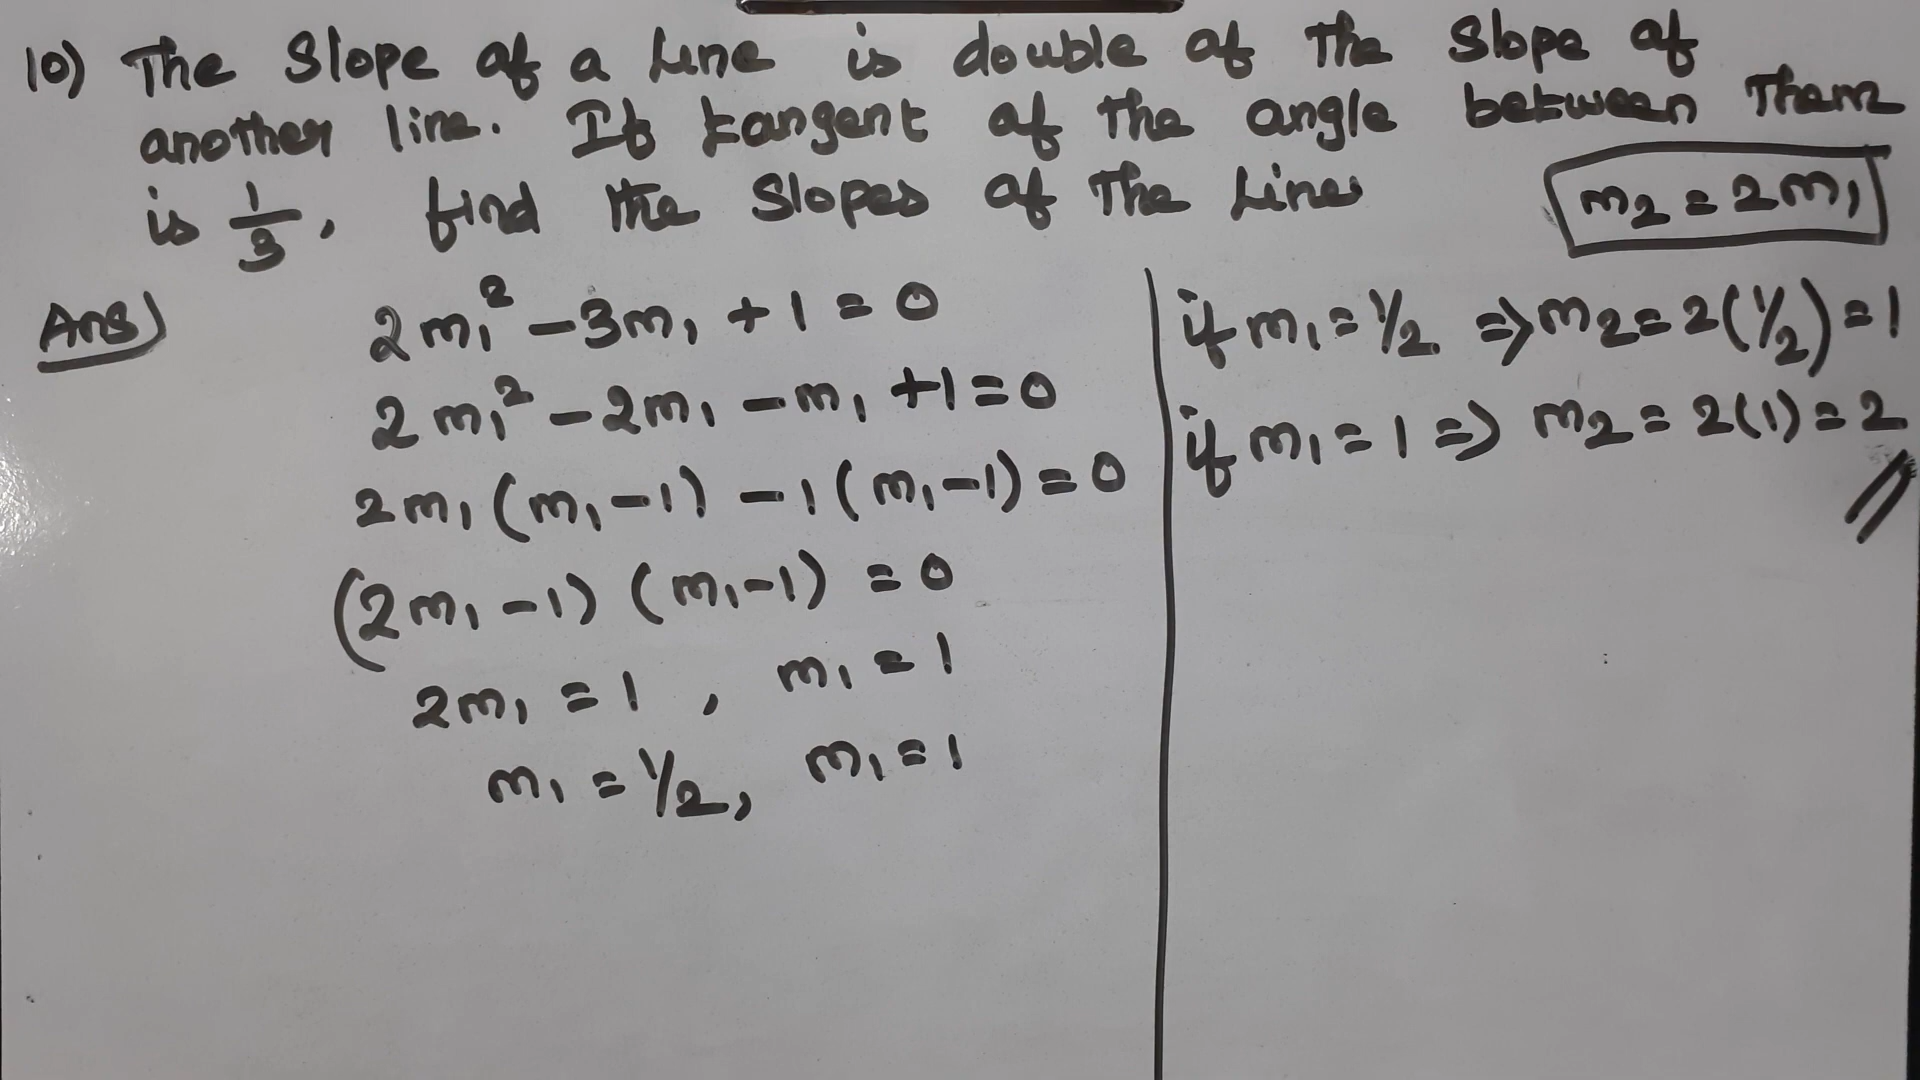 10) The Slope of a Line is double of the Slope of
another line. If tangent of the angle between Them
is 1/3, find the Slopes of The Lines
m₂ = 2m₁
Ans)
2m₁² - 3m₁ + 1 = 0
2m₁² - 2m₁ - m₁ + 1 = 0
2m₁(m₁-1) - 1(m₁-1) = 0
(2m₁-1) (m₁-1) = 0
2m₁ = 1, m₁ = 1
m₁ = 1/2, m₁ = 1
if m₁ = 1/2 => m₂ = 2(1/2) = 1
if m₁ = 1 => m₂ = 2(1) = 2